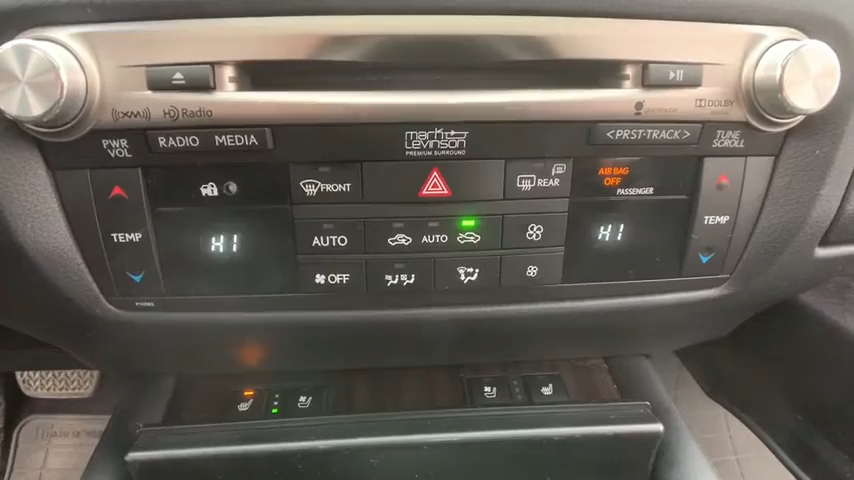 ((XM))
HD Radio
DOLBY
PWR
VOL
RADIO MEDIA
mark
Levinson
PREMIUM SURROUND
<PRST·TRACK>
TUNE
SCROLL
TEMP
HI
FRONT
REAR
AIR BAG
OFF
PASSENGER
HI
TEMP
AUTO
AUTO
OFF